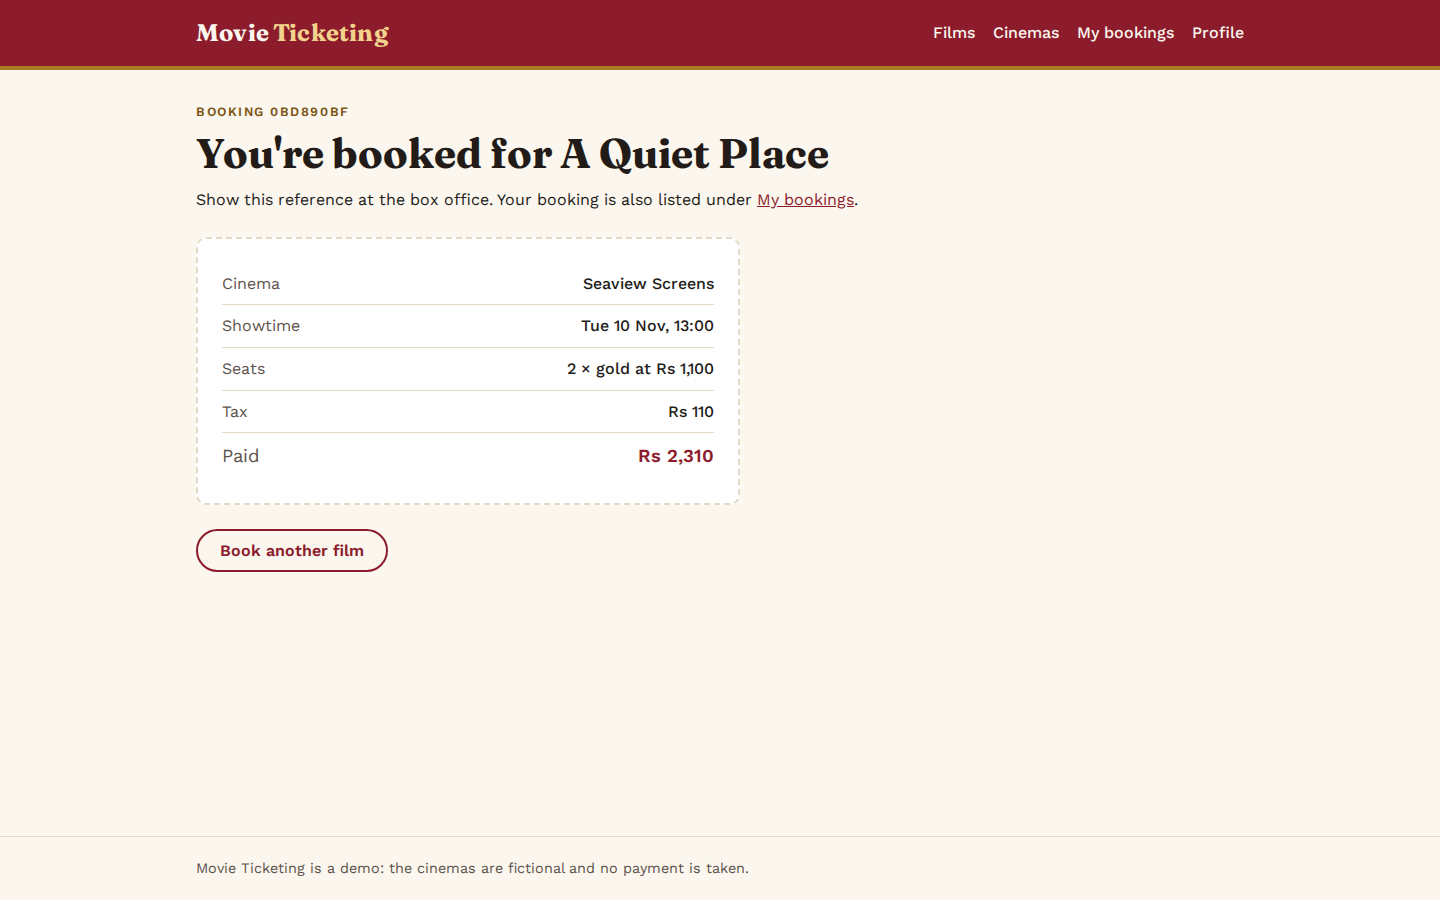 Movie Ticketing
Films Cinemas My bookings Profile
BOOKING 0BD890BF
You're booked for A Quiet Place
Show this reference at the box office. Your booking is also listed under My bookings.
Cinema Seaview Screens
Showtime Tue 10 Nov, 13:00
Seats 2 × gold at Rs 1,100
Tax Rs 110
Paid Rs 2,310
Book another film
Movie Ticketing is a demo: the cinemas are fictional and no payment is taken.